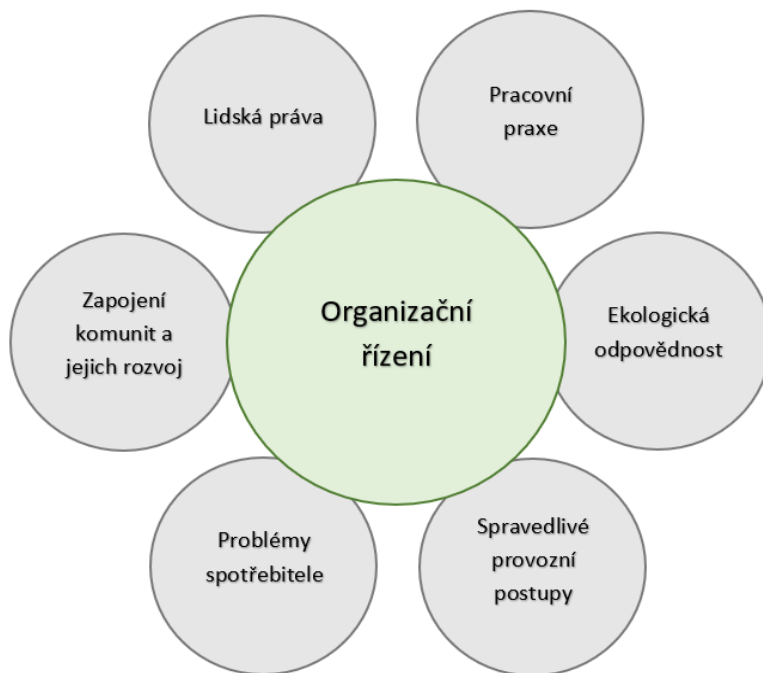 Lidská práva
Pracovní
praxe
Zapojení
komunit a
jejich rozvoj
Organizační
řízení
Ekologická
odpovědnost
Problémy
spotřebitele
Spravedlivé
provozní
postupy